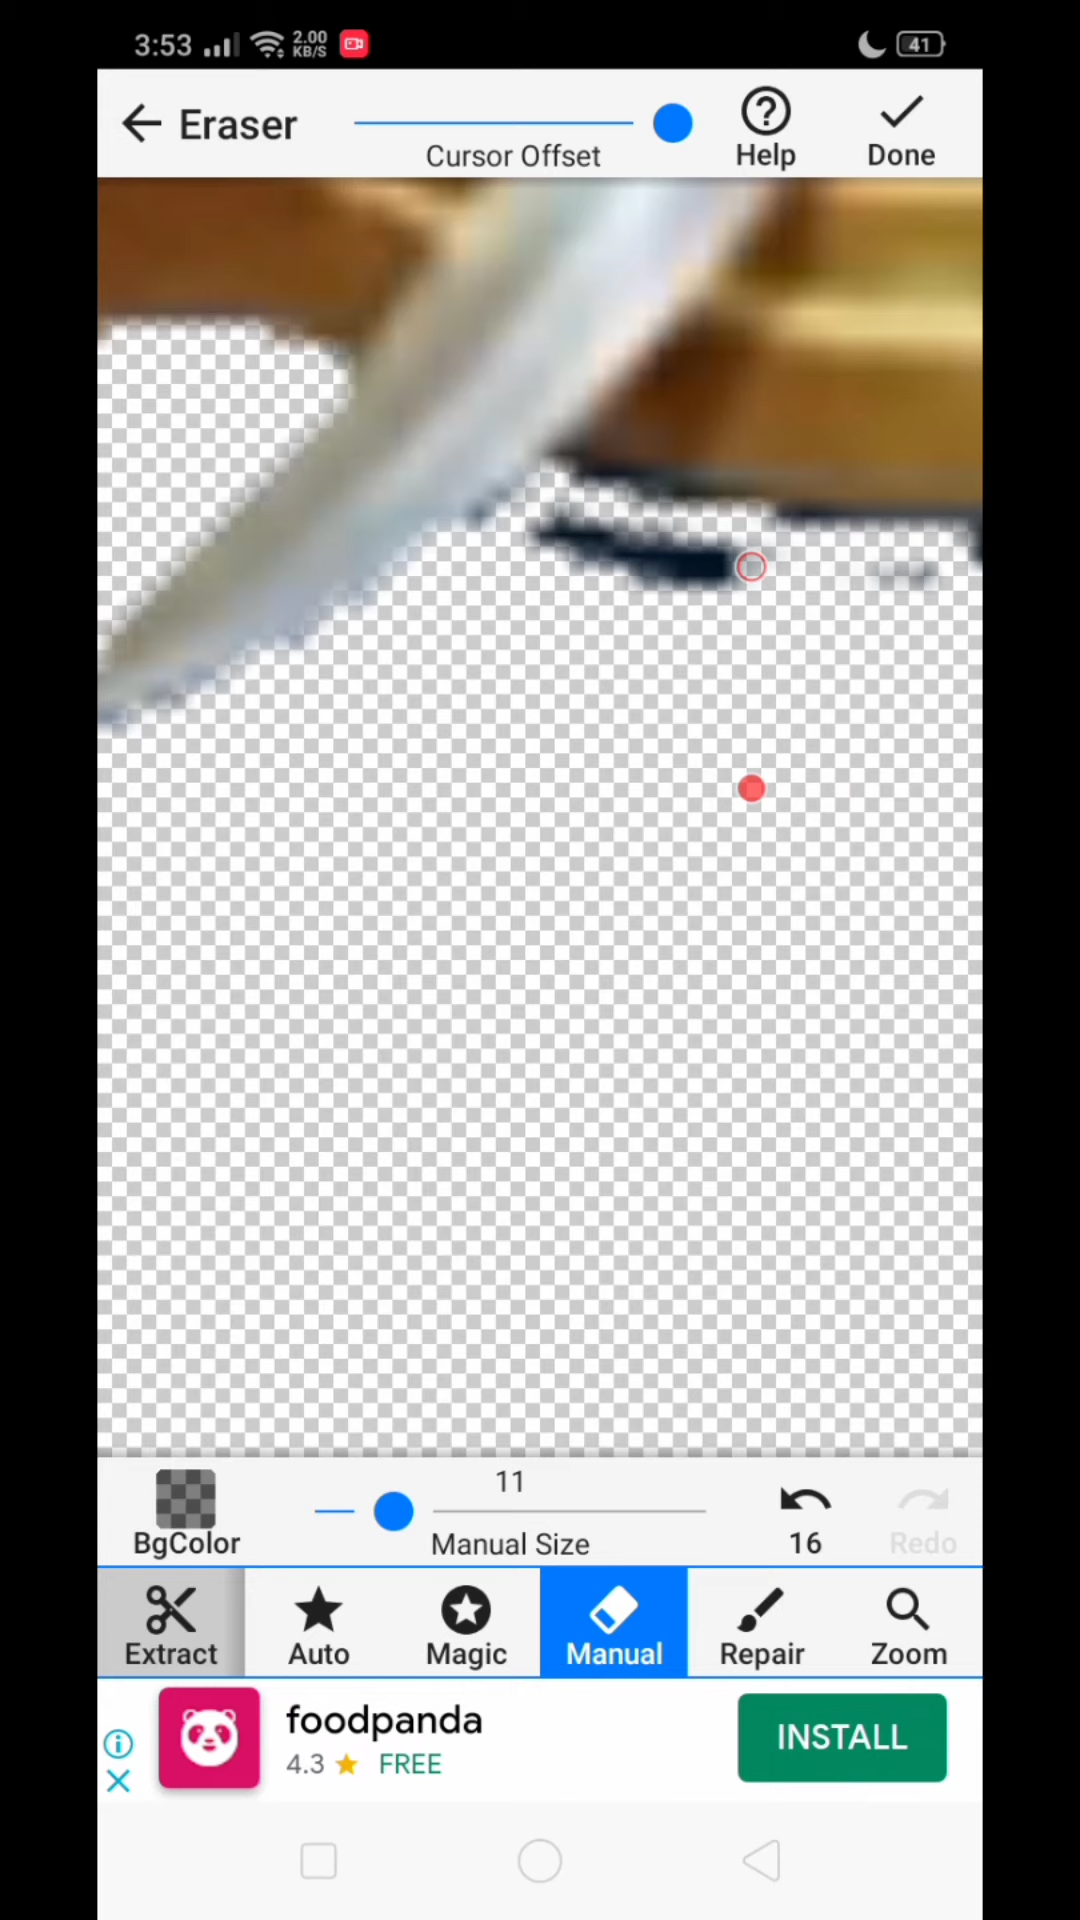 3:53 2.00 KB/S 41
Eraser
Cursor Offset
Help
Done
BgColor
11
Manual Size
16
Redo
Extract
Auto
Magic
Manual
Repair
Zoom
foodpanda
4.3 ★ FREE
INSTALL